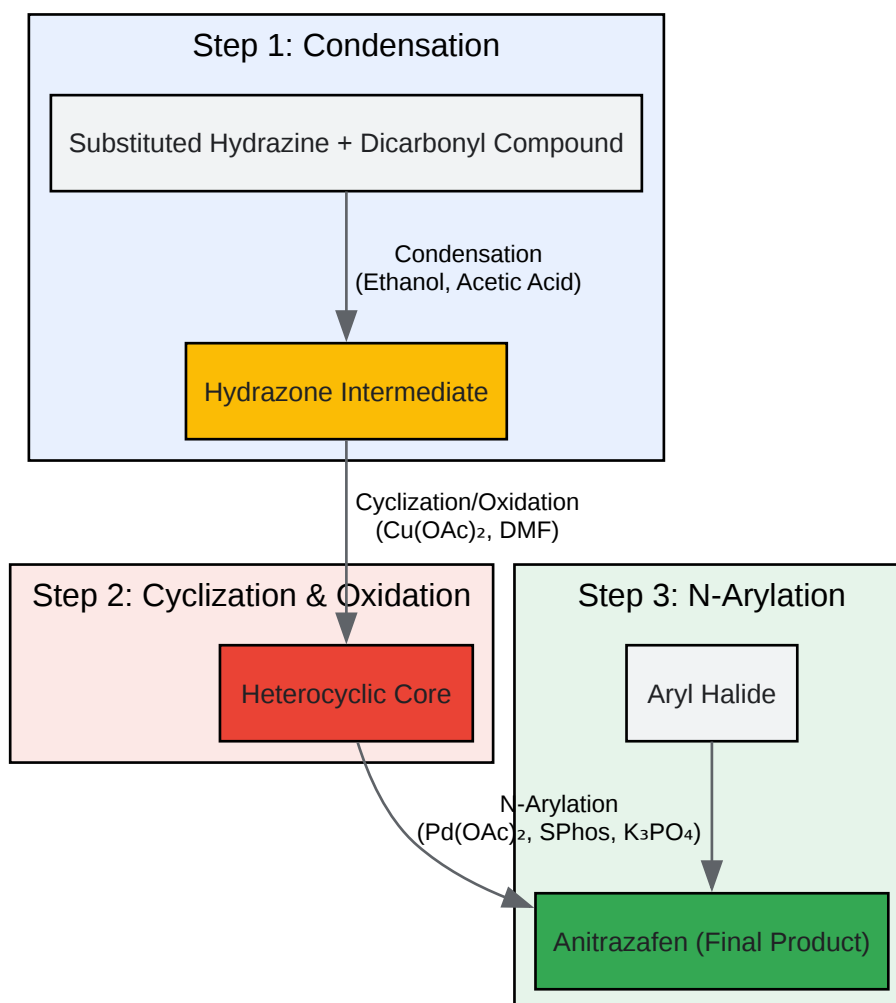 Step 1: Condensation
Substituted Hydrazine + Dicarbonyl Compound
Condensation
(Ethanol, Acetic Acid)
Hydrazone Intermediate
Cyclization/Oxidation
(Cu(OAc)₂, DMF)
Step 2: Cyclization & Oxidation
Heterocyclic Core
Step 3: N-Arylation
Aryl Halide
N-Arylation
(Pd(OAc)₂, SPhos, K₃PO₄)
Anitrazafen (Final Product)